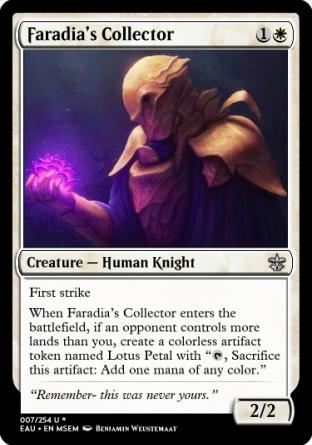 Faradia's Collector 1
Creature — Human Knight
First strike
When Faradia's Collector enters the
battlefield, if an opponent controls more
lands than you, create a colorless artifact
token named Lotus Petal with “, Sacrifice
this artifact: Add one mana of any color.”
“Remember- this was never yours.”
2/2
007/254 U *
EAU • EN MSEM Benjamin Weustemaat